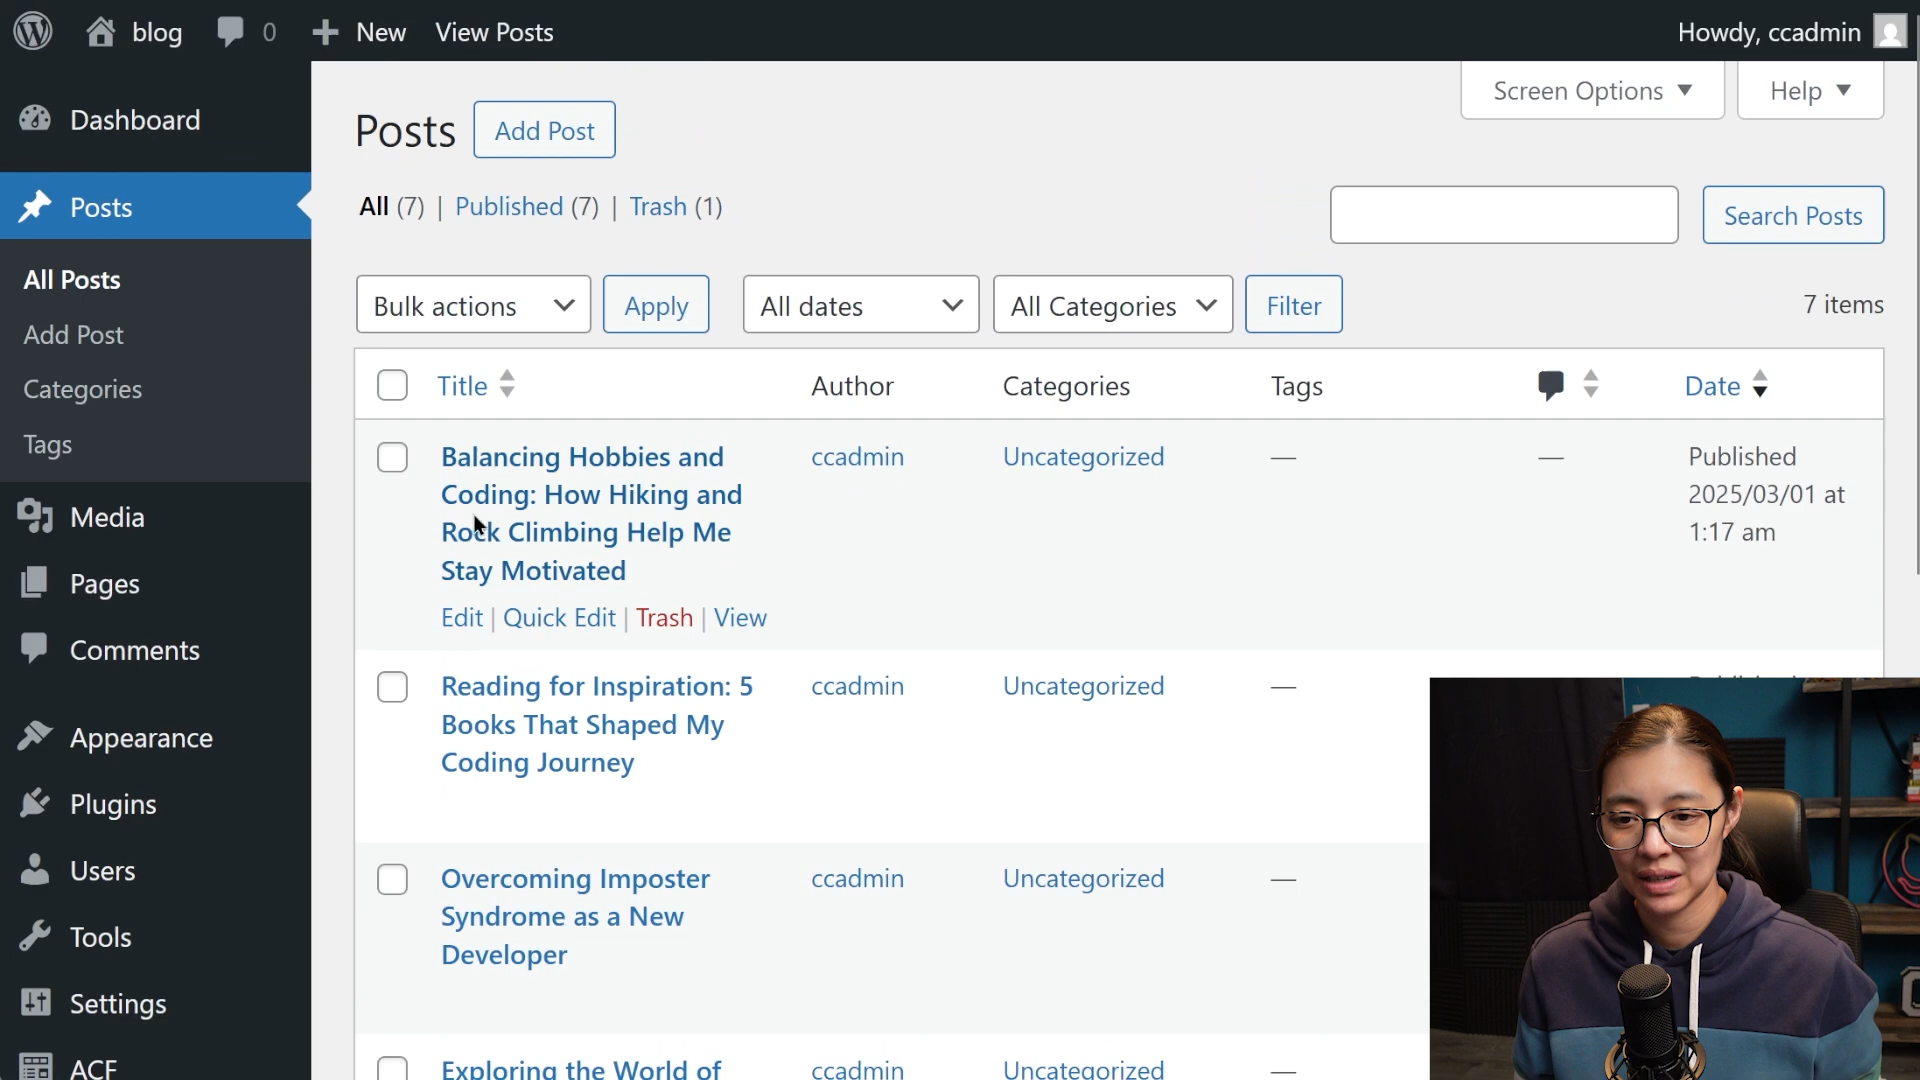 blog 0 New View Posts Howdy, ccadmin
Dashboard
Posts
All Posts
Add Post
Categories
Tags
Media
Pages
Comments
Appearance
Plugins
Users
Tools
Settings
ACF
Screen Options Help
Posts Add Post
All (7) | Published (7) | Trash (1)
Search Posts
Bulk actions Apply All dates All Categories Filter 7 items
Title Author Categories Tags Date
Balancing Hobbies and
Coding: How Hiking and
Rock Climbing Help Me
Stay Motivated
ccadmin Uncategorized — —
Published
2025/03/01 at
1:17 am
Edit | Quick Edit | Trash | View
Reading for Inspiration: 5
Books That Shaped My
Coding Journey
ccadmin Uncategorized —
Overcoming Imposter
Syndrome as a New
Developer
ccadmin Uncategorized —
Exploring the World of
ccadmin Uncategorized —